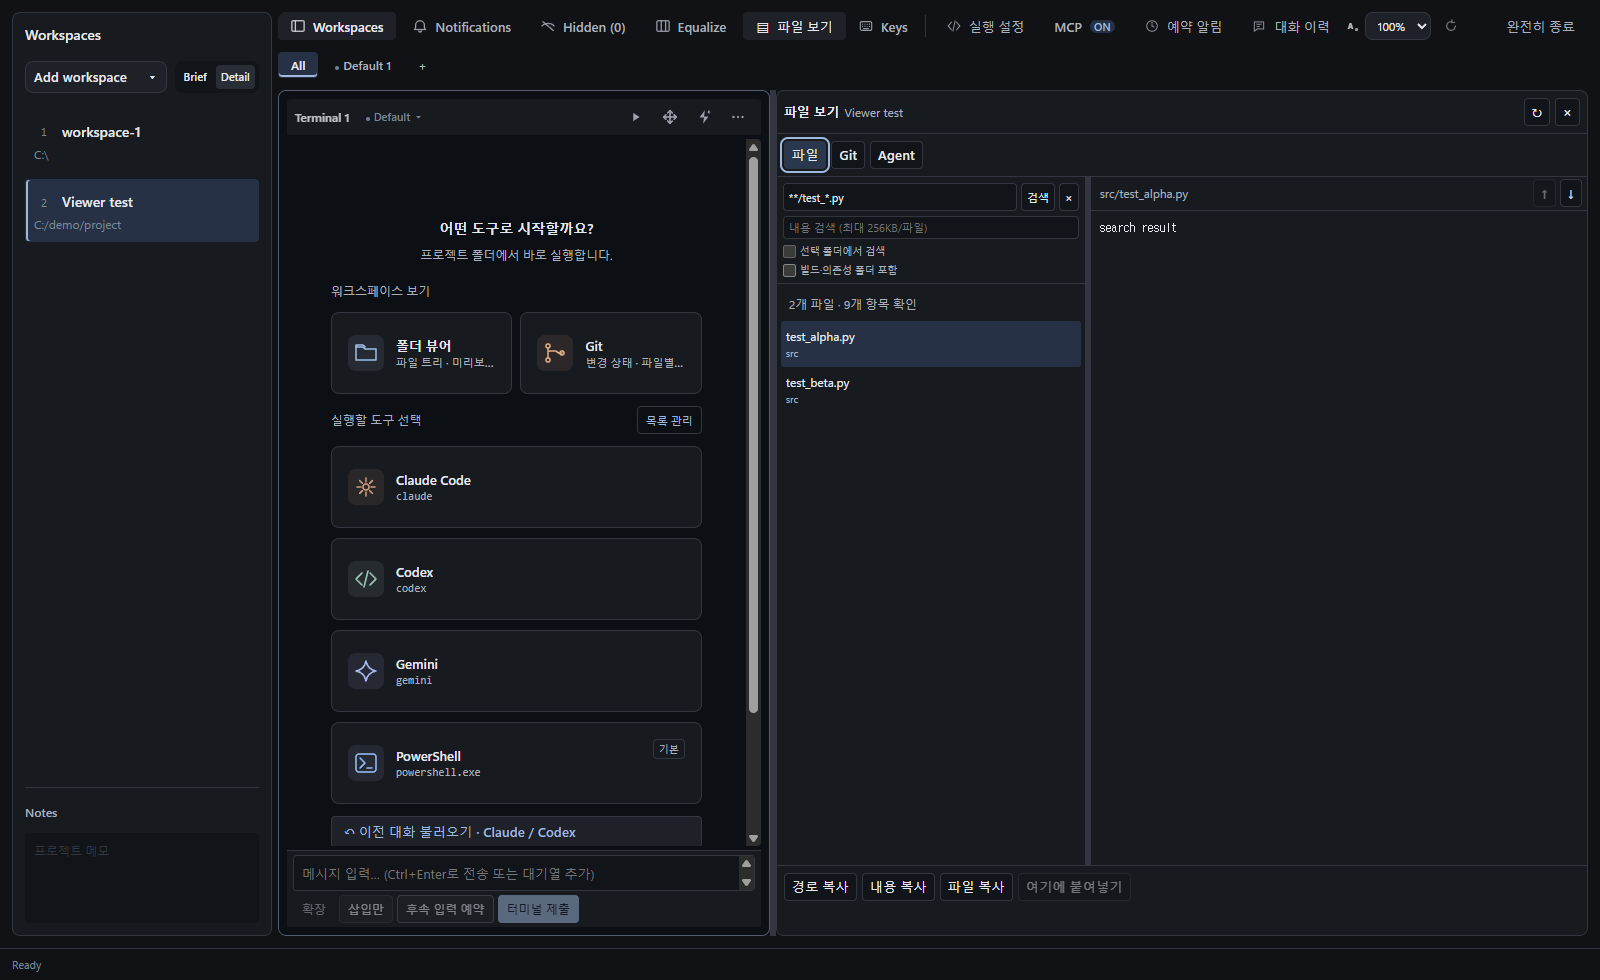 Workspaces
Add workspace
Brief Detail
1 workspace-1
C:\
2 Viewer test
C:/demo/project
Notes
프로젝트 메모
Workspaces Notifications Hidden (0) Equalize 파일 보기 Keys 실행 설정 MCP ON 예약 알림 대화 이력 A. 100% 완전히 종료
All Default 1 +
Terminal 1 Default
어떤 도구로 시작할까요?
프로젝트 폴더에서 바로 실행합니다.
워크스페이스 보기
폴더 뷰어
파일 트리 · 미리보...
Git
변경 상태 · 파일별...
실행할 도구 선택
목록 관리
Claude Code
claude
Codex
codex
Gemini
gemini
PowerShell
powershell.exe
기본
이전 대화 불러오기 · Claude / Codex
메시지 입력... (Ctrl+Enter로 전송 또는 대기열 추가)
확장 삽입만 후속 입력 예약 터미널 제출
파일 보기 Viewer test
파일 Git Agent
**/test_*.py 검색 ×
내용 검색 (최대 256KB/파일)
선택 폴더에서 검색
빌드·의존성 폴더 포함
2개 파일 · 9개 항목 확인
test_alpha.py
src
test_beta.py
src
src/test_alpha.py
search result
경로 복사 내용 복사 파일 복사 여기에 붙여넣기
Ready